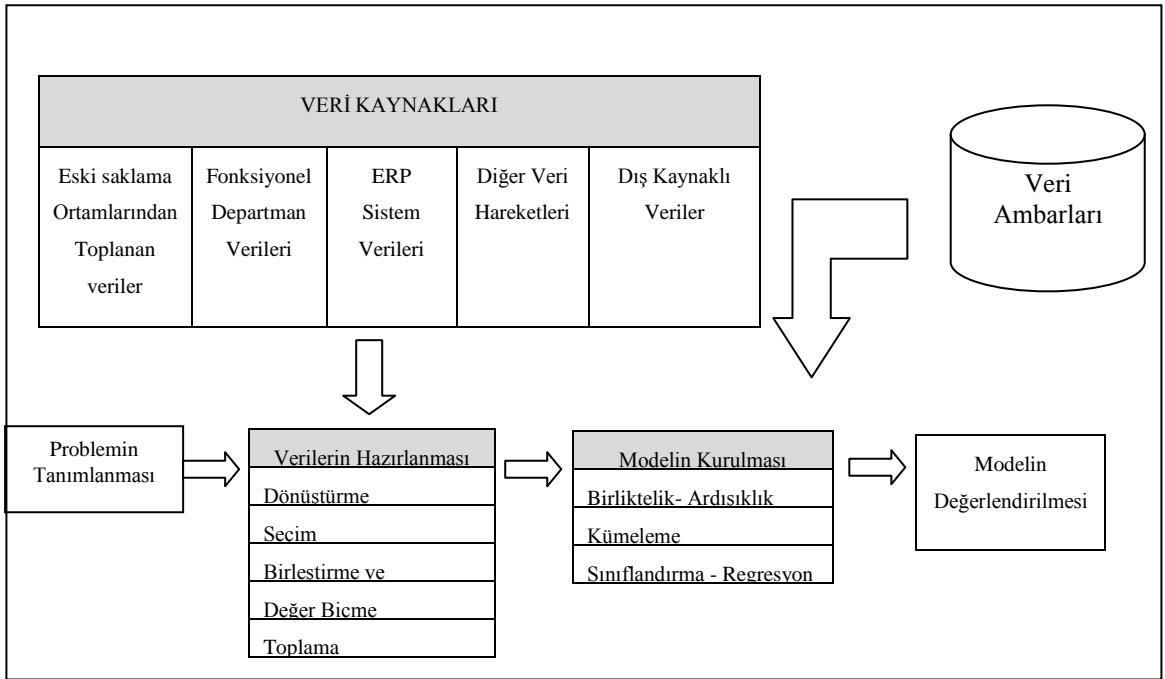 VERİ KAYNAKLARI
Eski saklama
Ortamlarından
Toplanan
veriler
Fonksiyonel
Departman
Verileri
ERP
Sistem
Verileri
Diğer Veri
Hareketleri
Dış Kaynaklı
Veriler
Veri
Ambarları
Problemin
Tanımlanması
Verilerin Hazırlanması
Dönüştürme
Seçim
Birleştirme ve
Değer Biçme
Toplama
Modelin Kurulması
Birliktelik- Ardışıklık
Kümeleme
Sınıflandırma - Regresyon
Modelin
Değerlendirilmesi